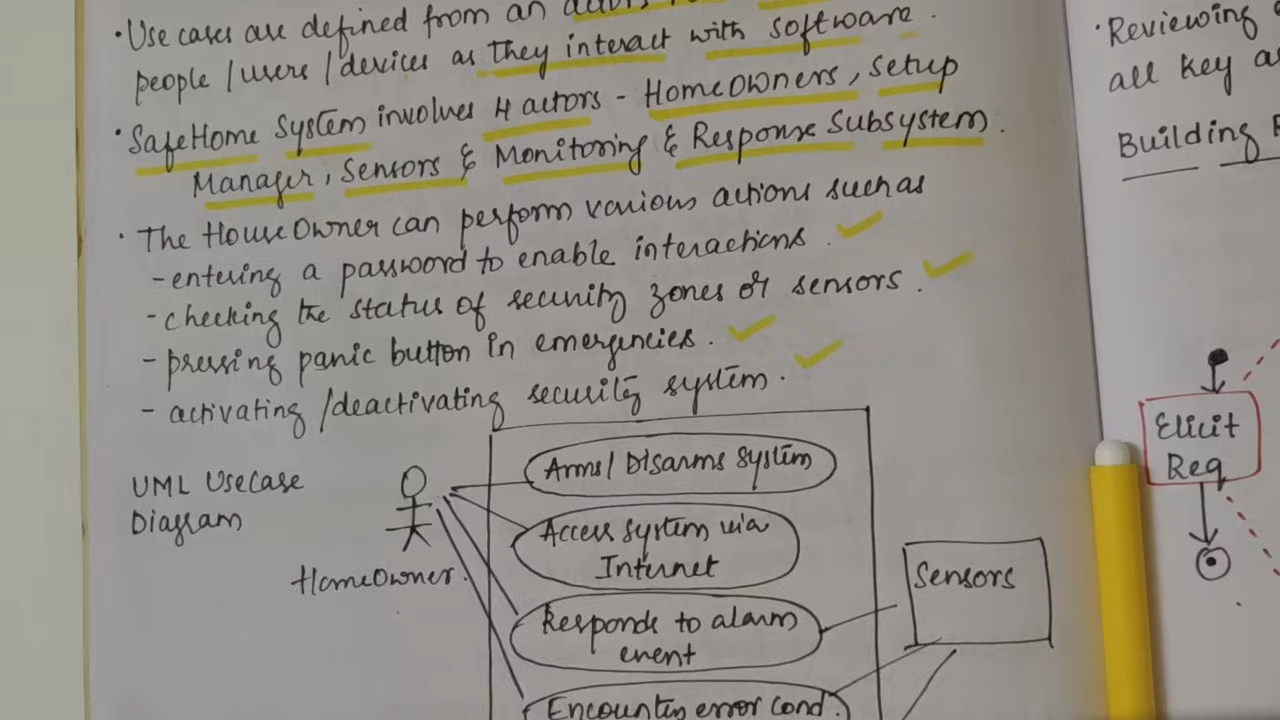 ·Use cases are defined from an actors
people/users/devices as they interact with software.
·SafeHome System involves 4 actors - HomeOwners, Setup
Manager, Sensors & Monitoring & Response Subsystem.
· The HouseOwner can perform various actions such as
-entering a password to enable interactions.
-checking the status of security zones or sensors.
-pressing panic button in emergencies.
- activating/deactivating security system.
UML UseCase
Diagram
HomeOwner.
Arms/Disarms system
Access system via
Internet
Responds to alarm
event
Encounters error cond.
Sensors
·Reviewing
all key
Building
Elicit
Req